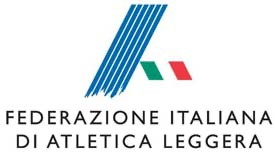 FEDERAZIONE ITALIANA
DI ATLETICA LEGGERA